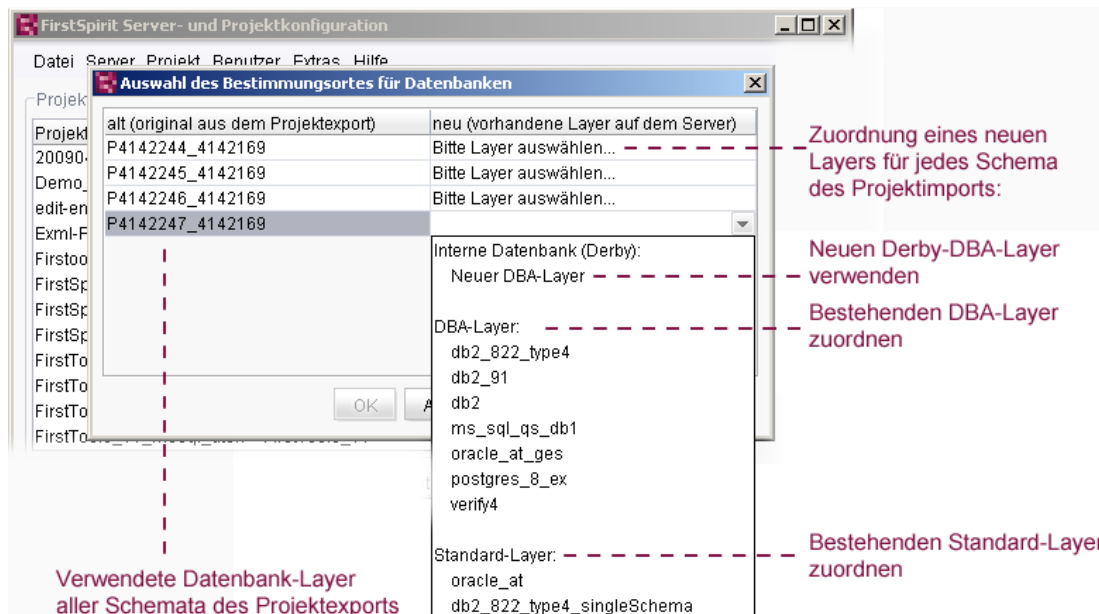 FirstSpirit Server- und Projektkonfiguration
Datei Server Projekt Benutzer Extras Hilfe
Auswahl des Bestimmungsortes für Datenbanken
Projek
alt (original aus dem Projektexport) neu (vorhandene Layer auf dem Server)
Projekt
P4142244_4142169 Bitte Layer auswählen...
20090
P4142245_4142169 Bitte Layer auswählen...
Demo_
P4142246_4142169 Bitte Layer auswählen...
edit-en
P4142247_4142169
Exml-F
Firstoo
FirstSp
FirstSp
FirstSp
FirstTo
FirstTo
FirstTo
OK A
Interne Datenbank (Derby):
Neuer DBA-Layer
DBA-Layer:
db2_822_type4
db2_91
db2
ms_sql_qs_db1
oracle_at_ges
postgres_8_ex
verify4
Standard-Layer:
oracle_at
db2_822_type4_singleSchema
Zuordnung eines neuen
Layers für jedes Schema
des Projektimports:
Neuen Derby-DBA-Layer
verwenden
Bestehenden DBA-Layer
zuordnen
Bestehenden Standard-Layer
zuordnen
Verwendete Datenbank-Layer
aller Schemata des Projektexports